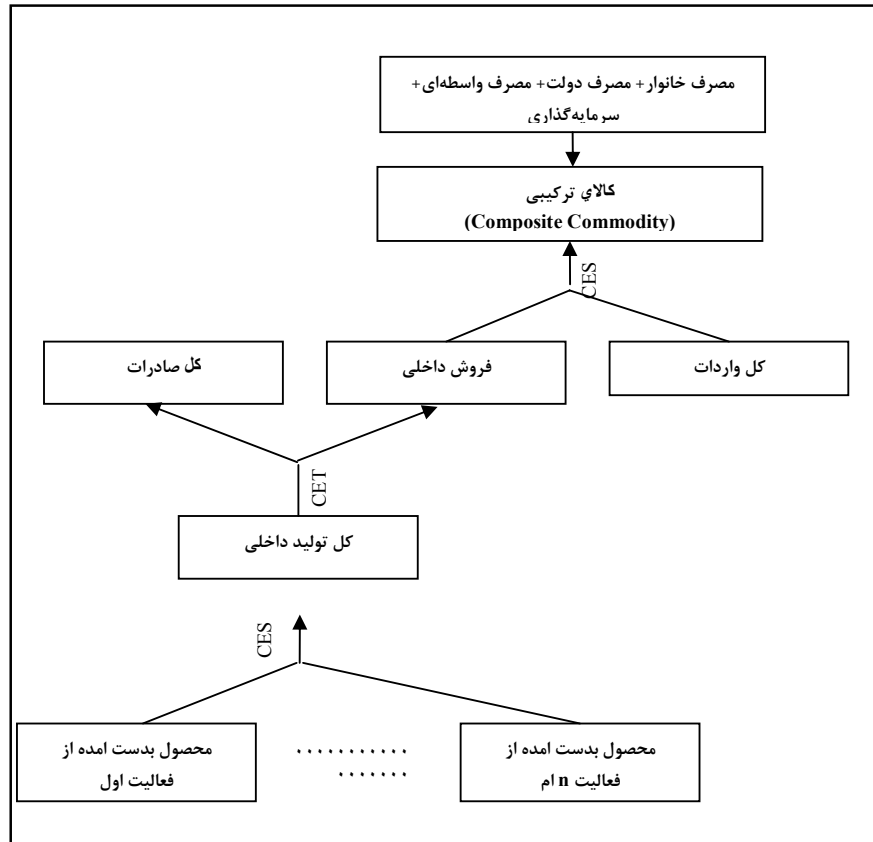 مصرف خانوار+ مصرف دولت+ مصرف واسطه‌ای+
سرمایه‌گذاری
کالاي ترکیبی
(Composite Commodity)
CES
کل صادرات
فروش داخلی
کل واردات
CET
کل تولید داخلی
CES
محصول بدست امده از
فعالیت اول
...........
.......
محصول بدست امده از
فعالیت n ام